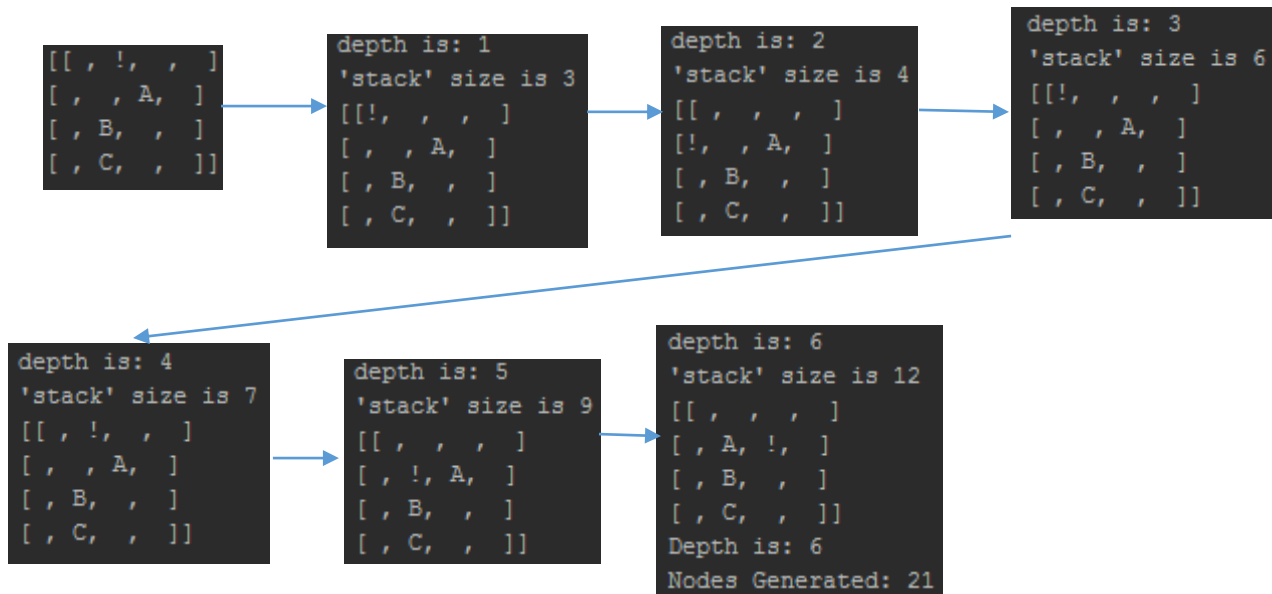 [[ , !,  ,  ]
[ ,  , A,  ]
[ , B,  ,  ]
[ , C,  ,  ]]
depth is: 1
'stack' size is 3
[[!,  ,  ,  ]
[ ,  , A,  ]
[ , B,  ,  ]
[ , C,  ,  ]]
depth is: 2
'stack' size is 4
[[ ,  ,  ,  ]
[!,  , A,  ]
[ , B,  ,  ]
[ , C,  ,  ]]
depth is: 3
'stack' size is 6
[[!,  ,  ,  ]
[ ,  , A,  ]
[ , B,  ,  ]
[ , C,  ,  ]]
depth is: 4
'stack' size is 7
[[ , !,  ,  ]
[ ,  , A,  ]
[ , B,  ,  ]
[ , C,  ,  ]]
depth is: 5
'stack' size is 9
[[ ,  ,  ,  ]
[ , !, A,  ]
[ , B,  ,  ]
[ , C,  ,  ]]
depth is: 6
'stack' size is 12
[[ ,  ,  ,  ]
[ , A, !,  ]
[ , B,  ,  ]
[ , C,  ,  ]]
Depth is: 6
Nodes Generated: 21